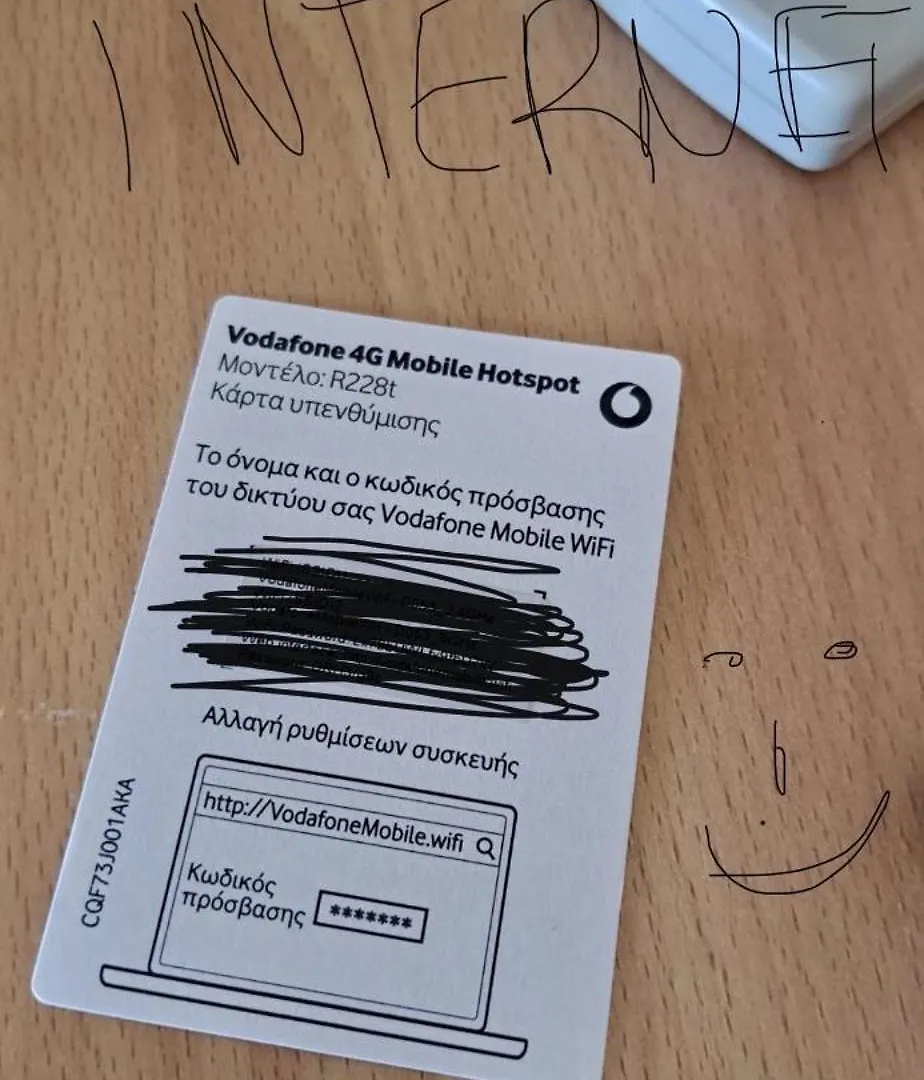 INTERNET
Vodafone 4G Mobile Hotspot
Μοντέλο: R228t
Κάρτα υπενθύμισης
Το όνομα και ο κωδικός πρόσβασης
του δικτύου σας Vodafone Mobile WiFi
Αλλαγή ρυθμίσεων συσκευής
http://VodafoneMobile.wifi
Κωδικός
πρόσβασης *******
CQF73J001AKA